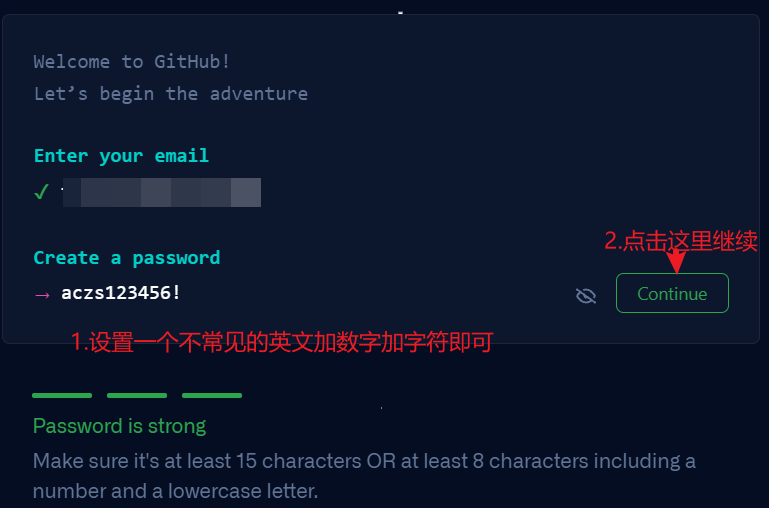 Welcome to GitHub!
Let’s begin the adventure
Enter your email
Create a password
2.点击这里继续
→ aczs123456!
Continue
1.设置一个不常见的英文加数字加字符即可
Password is strong
Make sure it's at least 15 characters OR at least 8 characters including a
number and a lowercase letter.